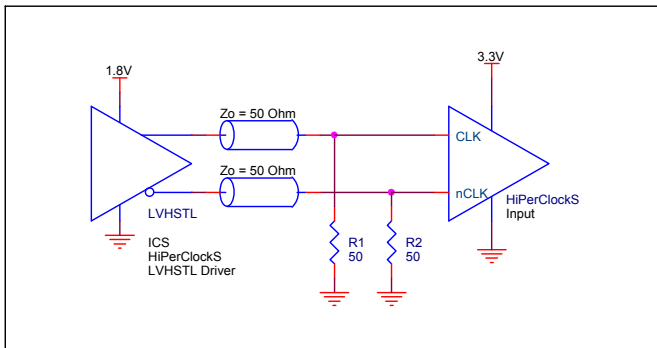 1.8V
3.3V
Zo = 50 Ohm
CLK
Zo = 50 Ohm
nCLK
LVHSTL
HiPerClockS
Input
ICS
HiPerClockS
LVHSTL Driver
R1
50
R2
50